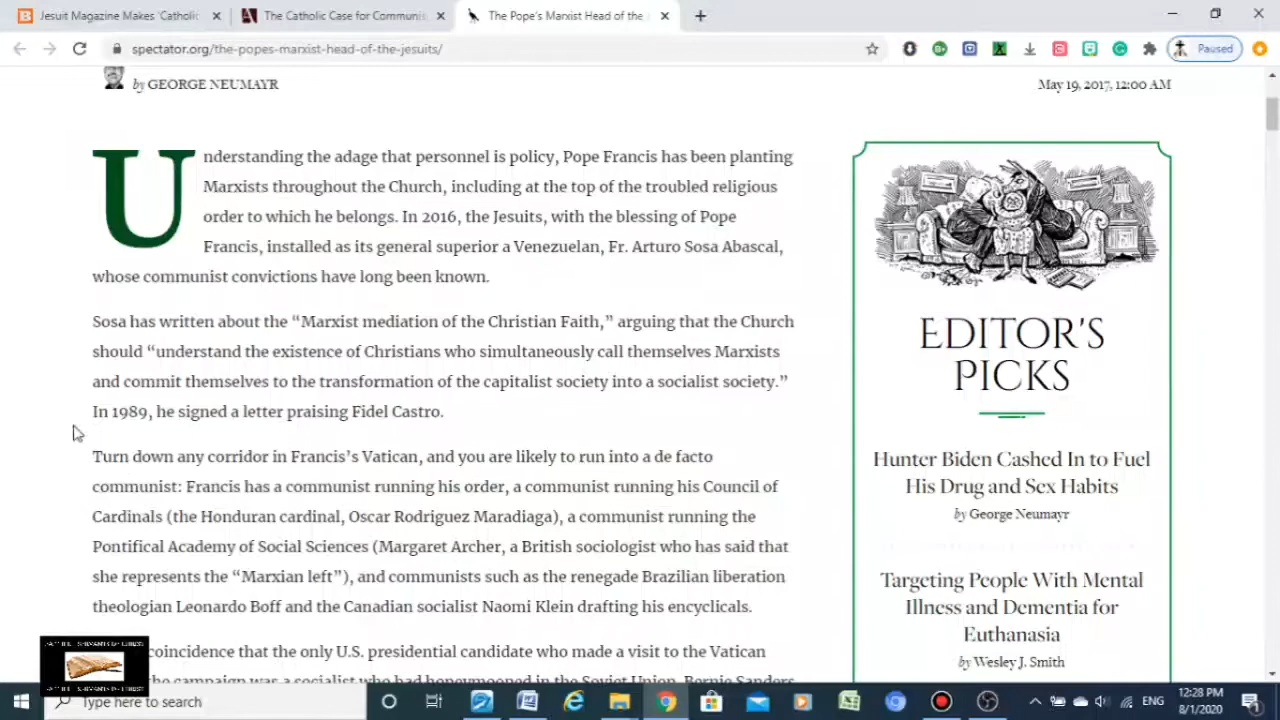 Jesuit Magazine Makes 'Catholic
The Catholic Case for Communis
The Pope's Marxist Head of the
spectator.org/the-popes-marxist-head-of-the-jesuits/
Paused
by GEORGE NEUMAYR
May 19, 2017, 12:00 AM
Understanding the adage that personnel is policy, Pope Francis has been planting
Marxists throughout the Church, including at the top of the troubled religious
order to which he belongs. In 2016, the Jesuits, with the blessing of Pope
Francis, installed as its general superior a Venezuelan, Fr. Arturo Sosa Abascal,
whose communist convictions have long been known.
Sosa has written about the “Marxist mediation of the Christian Faith,” arguing that the Church
should “understand the existence of Christians who simultaneously call themselves Marxists
and commit themselves to the transformation of the capitalist society into a socialist society.”
In 1989, he signed a letter praising Fidel Castro.
Turn down any corridor in Francis’s Vatican, and you are likely to run into a de facto
communist: Francis has a communist running his order, a communist running his Council of
Cardinals (the Honduran cardinal, Oscar Rodriguez Maradiaga), a communist running the
Pontifical Academy of Social Sciences (Margaret Archer, a British sociologist who has said that
she represents the “Marxian left”), and communists such as the renegade Brazilian liberation
theologian Leonardo Boff and the Canadian socialist Naomi Klein drafting his encyclicals.
coincidence that the only U.S. presidential candidate who made a visit to the Vatican
the campaign was a socialist who had honeymooned in the Soviet Union, Bernie Sanders
EDITOR'S
PICKS
Hunter Biden Cashed In to Fuel
His Drug and Sex Habits
by George Neumayr
Targeting People With Mental
Illness and Dementia for
Euthanasia
by Wesley J. Smith
Type here to search
ENG
12:28 PM
8/1/2020